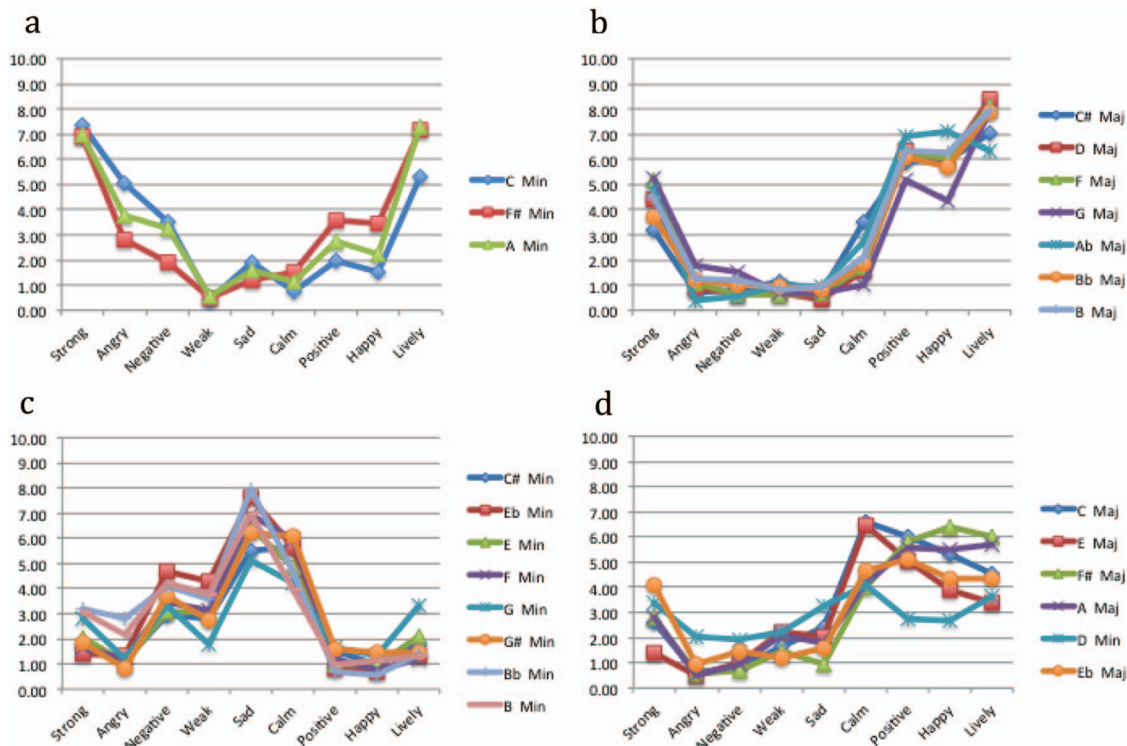 a
10.00
9.00
8.00
7.00
6.00
5.00
4.00
3.00
2.00
1.00
0.00
Strong Angry Negative Weak Sad Calm Positive Happy Lively
C Min
F# Min
A Min
b
10.00
9.00
8.00
7.00
6.00
5.00
4.00
3.00
2.00
1.00
0.00
Strong Angry Negative Weak Sad Calm Positive Happy Lively
C# Maj
D Maj
F Maj
G Maj
Ab Maj
Bb Maj
B Maj
c
10.00
9.00
8.00
7.00
6.00
5.00
4.00
3.00
2.00
1.00
0.00
Strong Angry Negative Weak Sad Calm Positive Happy Lively
C# Min
Eb Min
E Min
F Min
G Min
G# Min
Bb Min
B Min
d
10.00
9.00
8.00
7.00
6.00
5.00
4.00
3.00
2.00
1.00
0.00
Strong Angry Negative Weak Sad Calm Positive Happy Lively
C Maj
E Maj
F# Maj
A Maj
D Min
Eb Maj